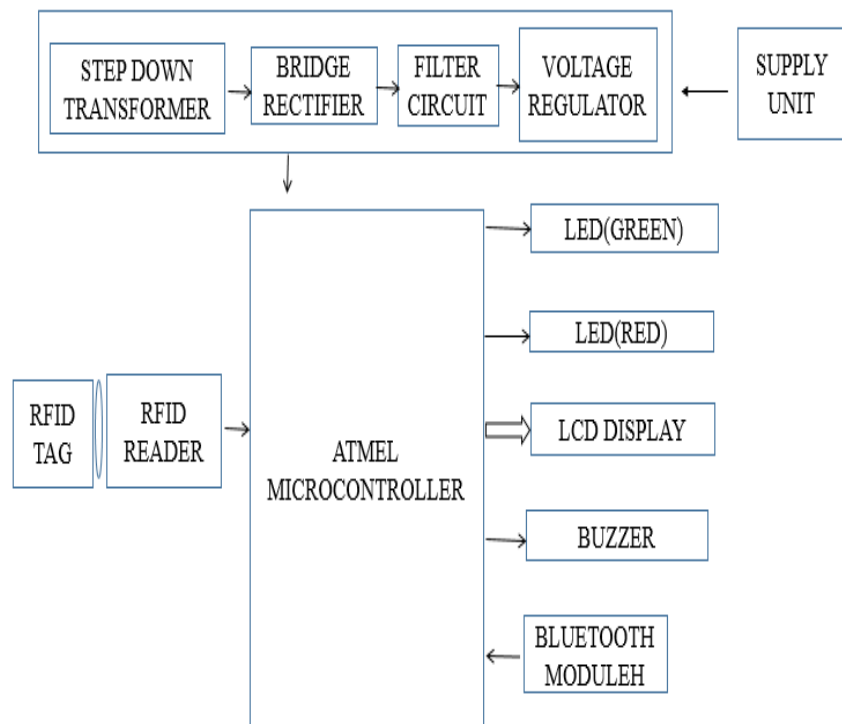 STEP DOWN
TRANSFORMER
BRIDGE
RECTIFIER
FILTER
CIRCUIT
VOLTAGE
REGULATOR
SUPPLY
UNIT
LED(GREEN)
LED(RED)
RFID
TAG
RFID
READER
ATMEL
MICROCONTROLLER
LCD DISPLAY
BUZZER
BLUETOOTH
MODULEH